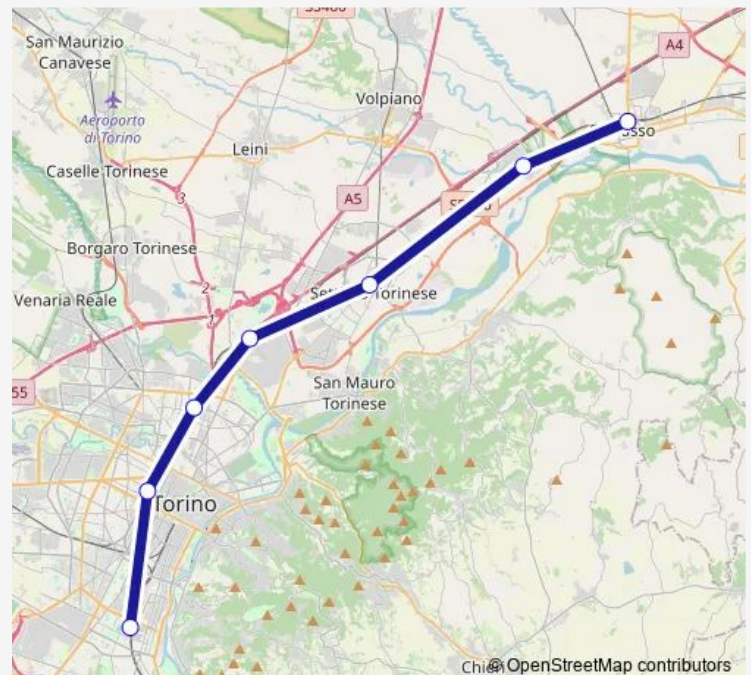 San Maurizio
Canavese
A4
Volpiano
Aeroporto
di Torino
Leini
Caselle Torinese
A5
Borgaro Torinese
Venaria Reale
3
2
1
Torinese
55
San Mauro
Torinese
Torino
© OpenStreetMap contributors